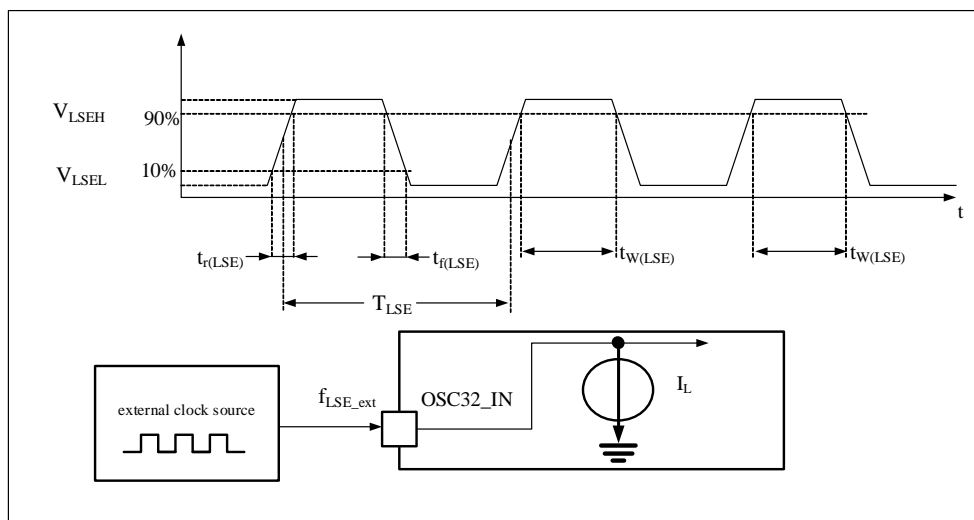 V_LSEH
90%
10%
V_LSEL
t
t_r(LSE)
t_f(LSE)
t_W(LSE)
t_W(LSE)
T_LSE
external clock source
f_LSE_ext
OSC32_IN
I_L